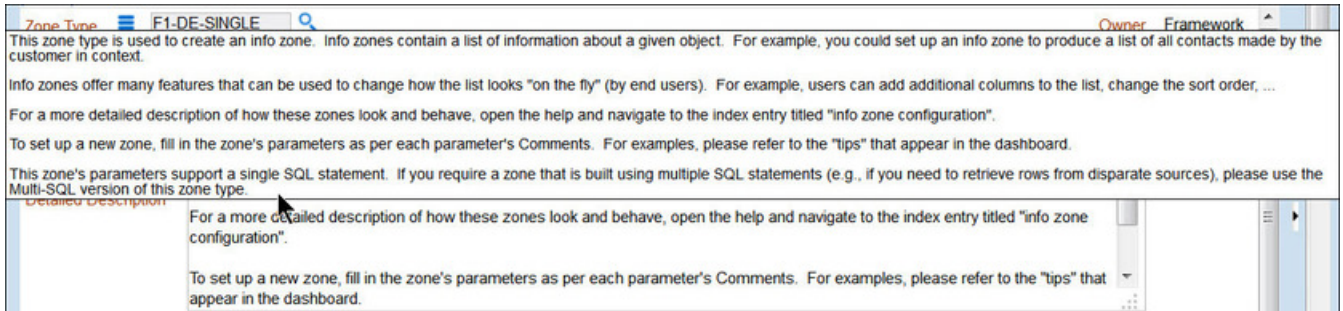 Zone Type F1-DE-SINGLE Owner Framework
This zone type is used to create an info zone. Info zones contain a list of information about a given object. For example, you could set up an info zone to produce a list of all contacts made by the
customer in context.
Info zones offer many features that can be used to change how the list looks "on the fly" (by end users). For example, users can add additional columns to the list, change the sort order, ...
For a more detailed description of how these zones look and behave, open the help and navigate to the index entry titled "info zone configuration".
To set up a new zone, fill in the zone's parameters as per each parameter's Comments. For examples, please refer to the "tips" that appear in the dashboard.
This zone's parameters support a single SQL statement. If you require a zone that is built using multiple SQL statements (e.g., if you need to retrieve rows from disparate sources), please use the
Multi-SQL version of this zone type.
Detailed Description
For a more detailed description of how these zones look and behave, open the help and navigate to the index entry titled "info zone
configuration".
To set up a new zone, fill in the zone's parameters as per each parameter's Comments. For examples, please refer to the "tips" that
appear in the dashboard.